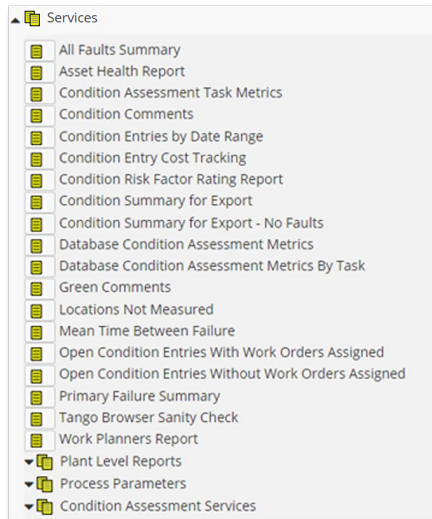 Services
All Faults Summary
Asset Health Report
Condition Assessment Task Metrics
Condition Comments
Condition Entries by Date Range
Condition Entry Cost Tracking
Condition Risk Factor Rating Report
Condition Summary for Export
Condition Summary for Export - No Faults
Database Condition Assessment Metrics
Database Condition Assessment Metrics By Task
Green Comments
Locations Not Measured
Mean Time Between Failure
Open Condition Entries With Work Orders Assigned
Open Condition Entries Without Work Orders Assigned
Primary Failure Summary
Tango Browser Sanity Check
Work Planners Report
Plant Level Reports
Process Parameters
Condition Assessment Services